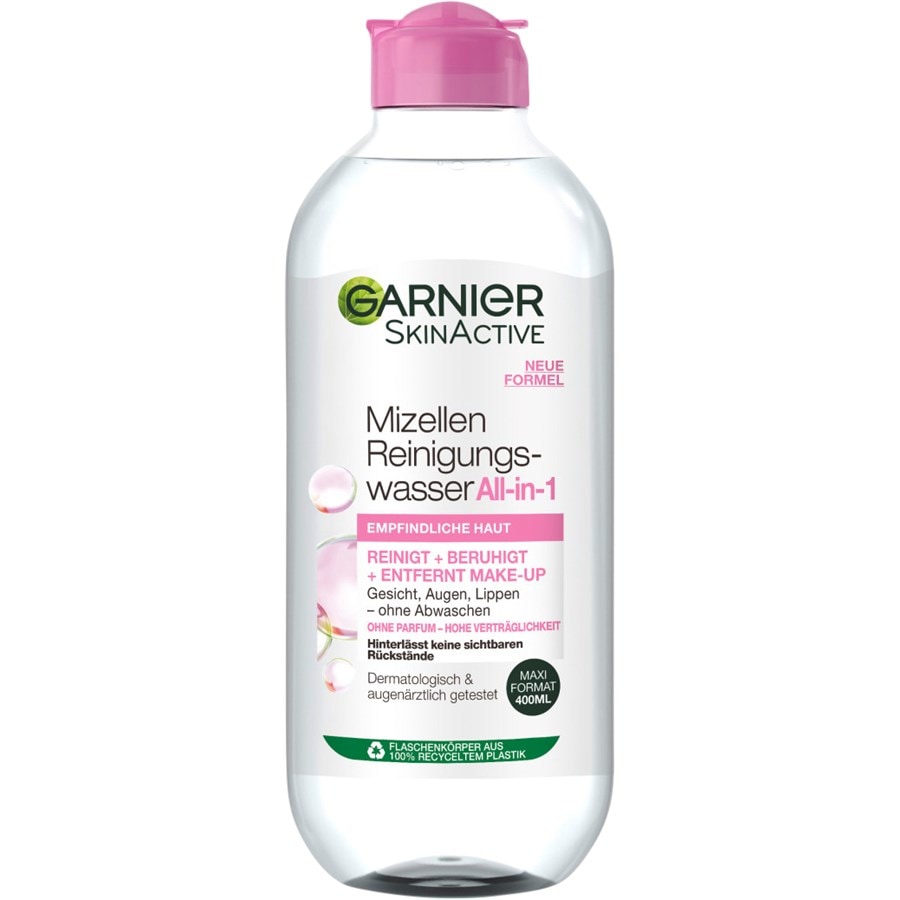 GARNIER
SKINACTIVE
NEUE
FORMEL
Mizellen
Reinigungs-
wasser All-in-1
EMPFINDLICHE HAUT
REINIGT + BERUHIGT
+ ENTFERNT MAKE-UP
Gesicht, Augen, Lippen
– ohne Abwaschen
OHNE PARFUM – HOHE VERTRÄGLICHKEIT
Hinterlässt keine sichtbaren
Rückstände
Dermatologisch &
augenärztlich getestet
MAXI
FORMAT
400ML
FLASCHENKÖRPER AUS
100% RECYCELTEM PLASTIK